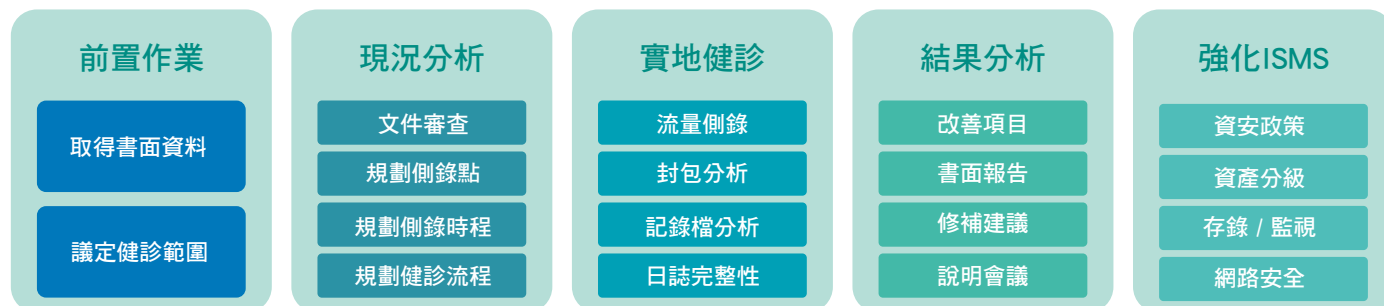 前置作業
取得書面資料
議定健診範圍
現況分析
文件審查
規劃側錄點
規劃側錄時程
規劃健診流程
實地健診
流量側錄
封包分析
記錄檔分析
日誌完整性
結果分析
改善項目
書面報告
修補建議
說明會議
強化ISMS
資安政策
資產分級
存錄 / 監視
網路安全